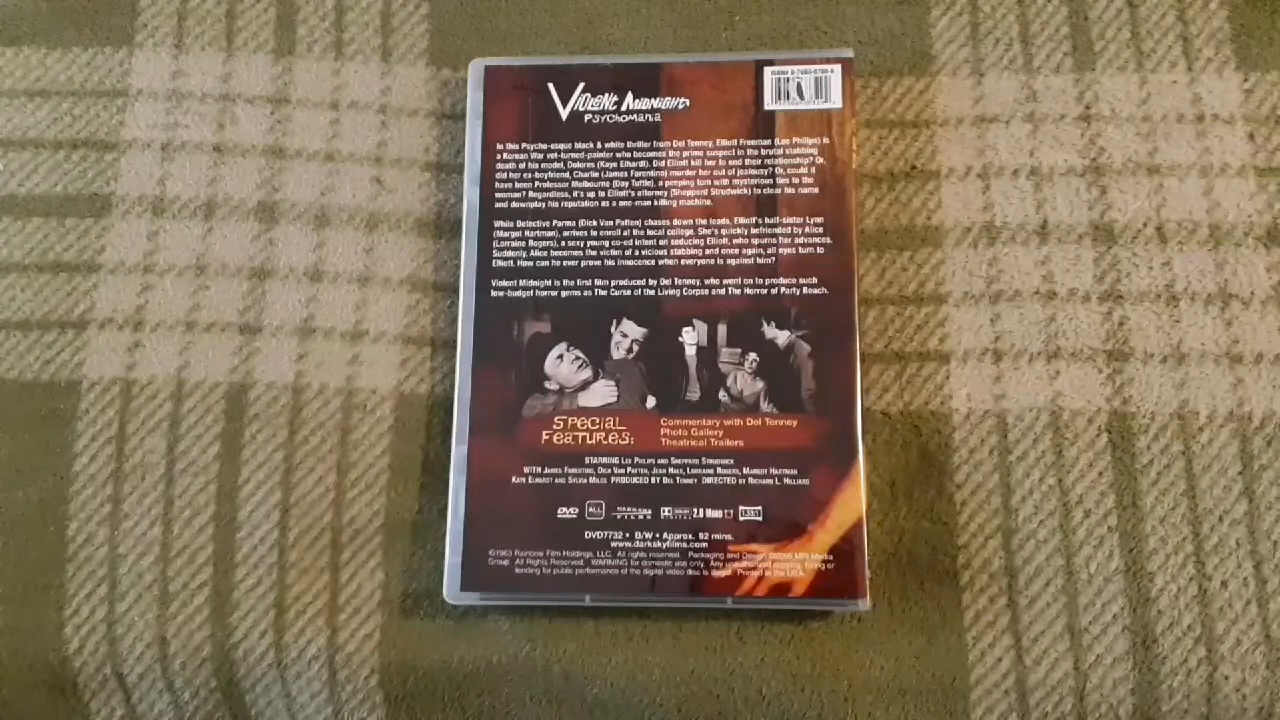 VIOLENT MIDNIGHT
PSYCHOMANIA
In this Psycho-esque black & white thriller from Del Tenney, Elliott Freeman (Lee Philips) is
a Korean War vet-turned-painter who becomes the prime suspect in the brutal stabbing
death of his model, Dolores (Kaye Elhardt). Did Elliott kill her to end their relationship? Or,
did her ex-boyfriend, Charlie (James Farentino) murder her out of jealousy? Or, could it
have been Professor Melbourne (Day Tuttle), a peeping tom with mysterious ties to the
woman? Regardless, it's up to Elliott's attorney (Shepperd Strudwick) to clear his name
and downplay his reputation as a one-man killing machine.
While Detective Parma (Dick Van Patten) chases down the leads, Elliott's half-sister Lynn
(Margot Hartman), arrives to enroll at the local college. She's quickly befriended by Alice
(Lorraine Rogers), a sexy young co-ed intent on seducing Elliott, who spurns her advances.
Suddenly, Alice becomes the victim of a vicious stabbing and once again, all eyes turn to
Elliott. How can he ever prove his innocence when everyone is against him?
Violent Midnight is the first film produced by Del Tenney, who went on to produce such
low-budget horror gems as The Curse of the Living Corpse and The Horror of Party Beach.
SPECIAL
FEATURES:
Commentary with Del Tenney
Photo Gallery
Theatrical Trailers
STARRING LEE PHILIPS AND SHEPPERD STRUDWICK
WITH JAMES FARENTINO, DICK VAN PATTEN, JEAN HALE, LORRAINE ROGERS, MARGOT HARTMAN
KAYE ELHARDT AND SYLVIA MILES PRODUCED BY DEL TENNEY DIRECTED BY RICHARD L. HILLIARD
DVD ALL FILMS DOLBY DIGITAL 2.0 MONO 1.85:1
DVD7732 • B/W • Approx. 92 mins.
www.darkskyfilms.com
©1963 Rainbow Film Holdings, LLC. All rights reserved. Packaging and Design MPI Media
Group. All Rights Reserved. WARNING for domestic use only. Any unauthorized copying, hiring or
lending for public performance of the digital video disc is illegal. Printed in the USA